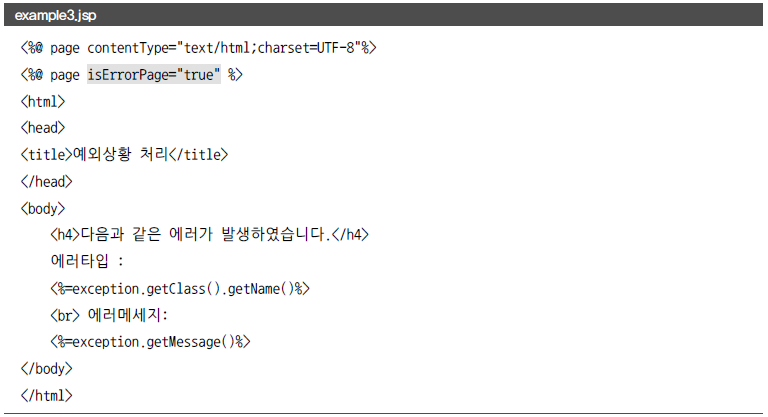 example3.jsp
<%@ page contentType="text/html;charset=UTF-8"%>
<%@ page isErrorPage="true" %>
<html>
<head>
<title>예외상황 처리</title>
</head>
<body>
<h4>다음과 같은 에러가 발생하였습니다.</h4>
에러타입 :
<%=exception.getClass().getName()%>
<br> 에러메세지:
<%=exception.getMessage()%>
</body>
</html>